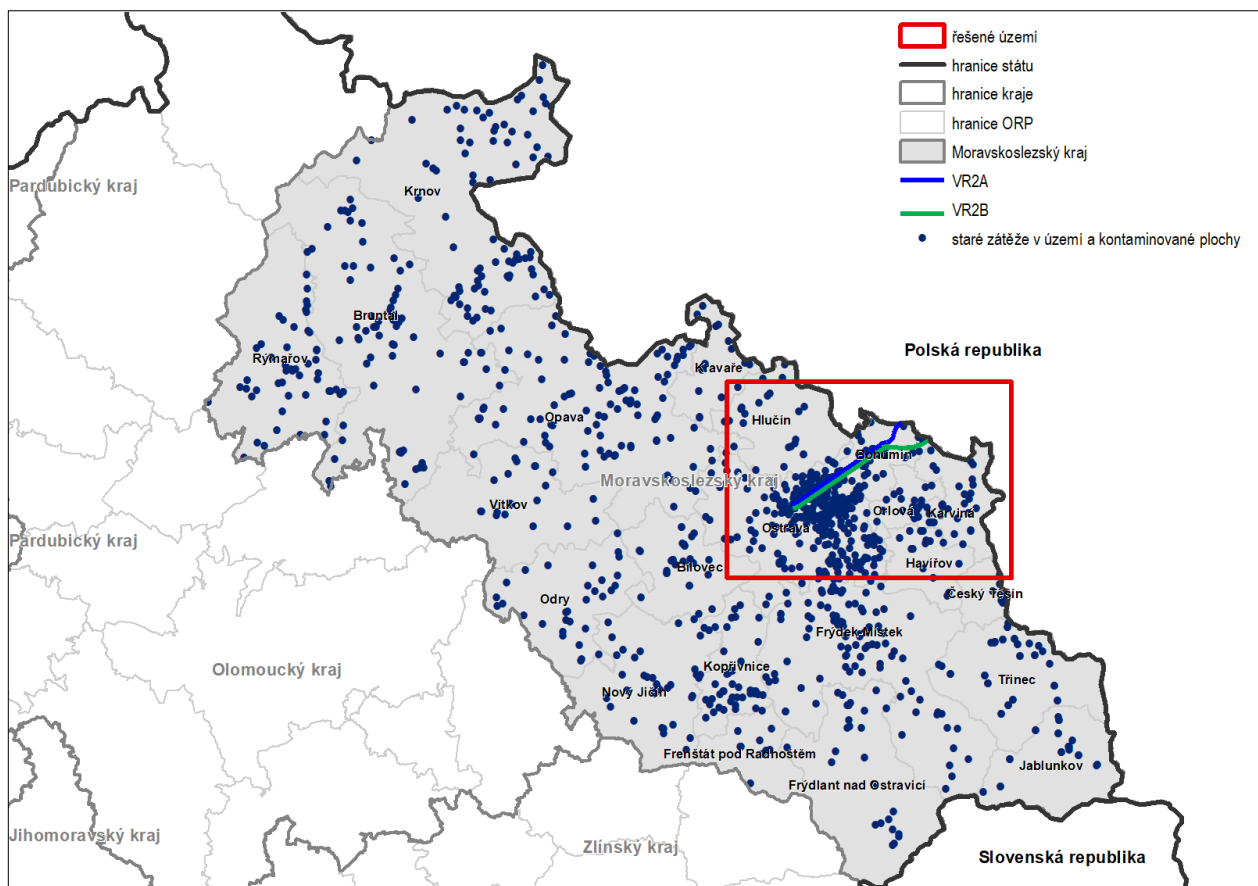 řešené území
hranice státu
hranice kraje
hranice ORP
Moravskoslezský kraj
VR2A
VR2B
staré zátěže v území a kontaminované plochy
Pardubický kraj
Krnov
Bruntál
Rýmařov
Polská republika
Kravaře
Opava
Hlučín
Bohumín
Moravskoslezský kraj
Vítkov
Ostrava
Orlová
Karviná
Pardubický kraj
Bílovec
Havířov
Český Těšín
Odry
Frýdek-Místek
Olomoucký kraj
Kopřivnice
Třinec
Nový Jičín
Frenštát pod Radhoštěm
Jablunkov
Frýdlant nad Ostravicí
Jihomoravský kraj
Zlínský kraj
Slovenská republika